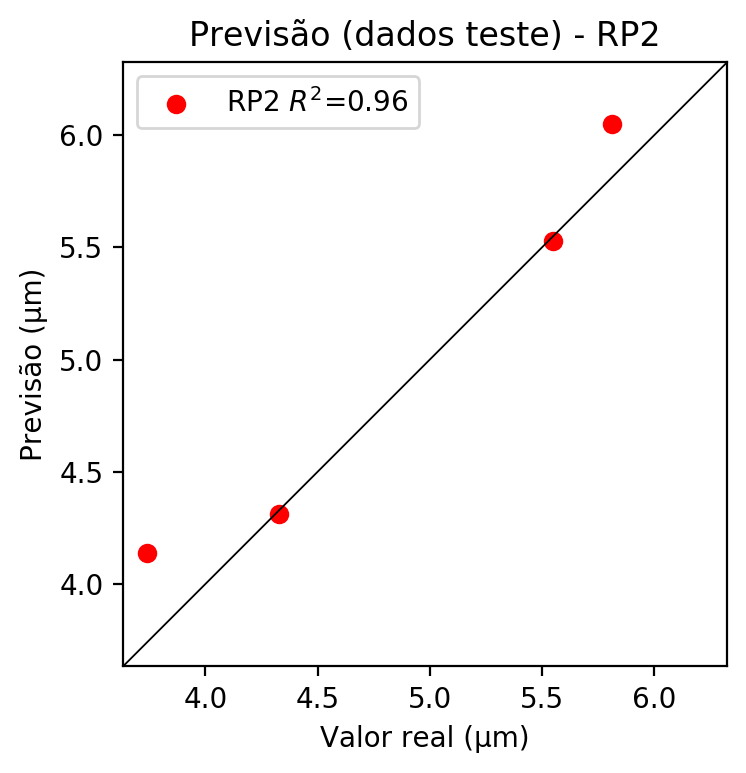 Previsão (dados teste) - RP2
RP2 R²=0.96
Previsão (µm)
6.0
5.5
5.0
4.5
4.0
4.0 4.5 5.0 5.5 6.0
Valor real (µm)